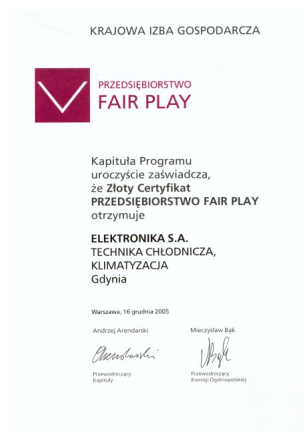 KRAJOWA IZBA GOSPODARCZA
PRZEDSIĘBIORSTWO
FAIR PLAY
Kapituła Programu
uroczyście zaświadcza,
że Złoty Certyfikat
PRZEDSIĘBIORSTWO FAIR PLAY
otrzymuje
ELEKTRONIKA S.A.
TECHNIKA CHŁODNICZA,
KLIMATYZACJA
Gdynia
Warszawa, 16 grudnia 2005
Andrzej Arendarski Mieczysław Bąk
Przewodniczący Przewodniczący
Kapituły Komisji Ogólnopolskiej